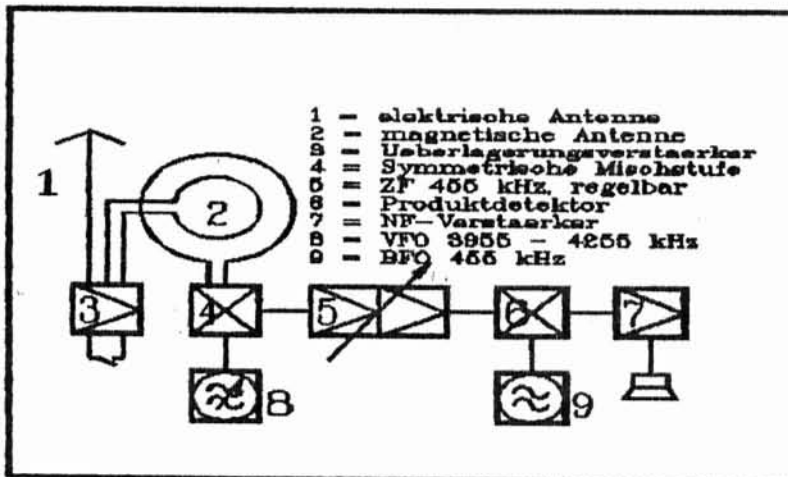 1 = elektrische Antenne
2 = magnetische Antenne
3 = Ueberlagerungsverstaerker
4 = Symmetrische Mischstufe
5 = ZF 455 kHz, regelbar
6 = Produktdetektor
7 = NF-Verstaerker
8 = VFO 3955 - 4255 kHz
9 = BFO 455 kHz
1
2
3
4
5
6
7
8
9